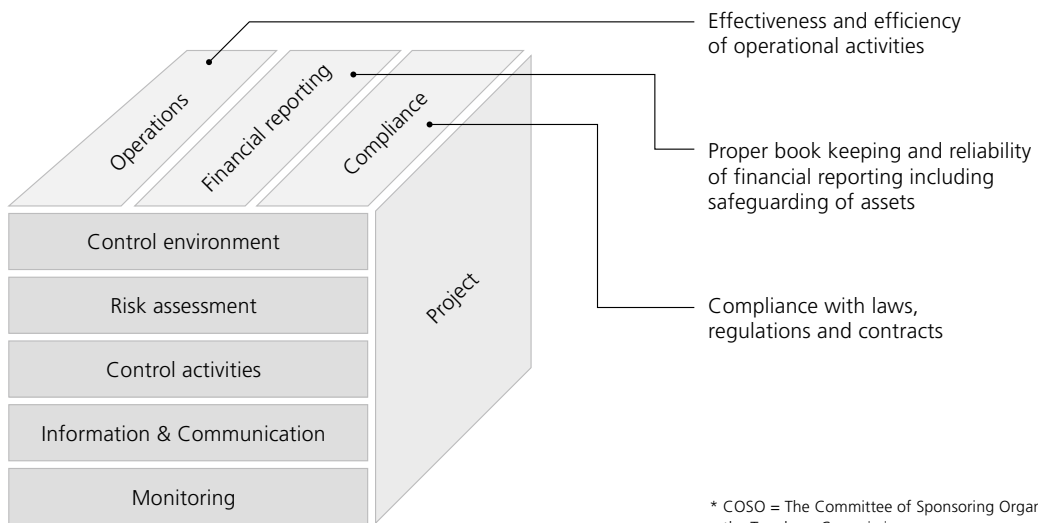 Effectiveness and efficiency
of operational activities
Operations
Financial reporting
Compliance
Proper book keeping and reliability
of financial reporting including
safeguarding of assets
Control environment
Risk assessment
Project
Compliance with laws,
regulations and contracts
Control activities
Information & Communication
Monitoring
* COSO = The Committee of Sponsoring Organ